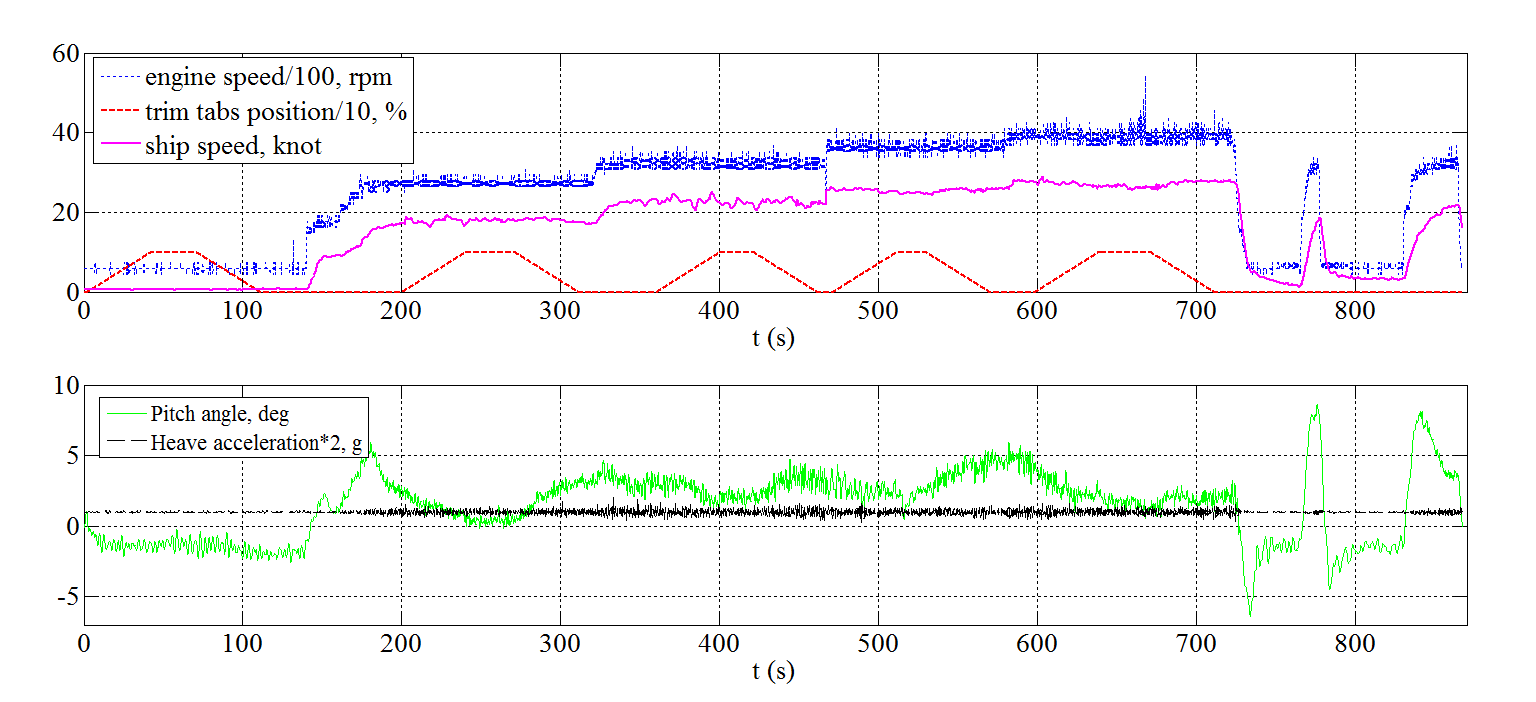 60
40
20
0
engine speed/100, rpm
trim tabs position/10, %
ship speed, knot
0 100 200 300 400 500 600 700 800
t (s)
10
5
0
-5
Pitch angle, deg
Heave acceleration*2, g
0 100 200 300 400 500 600 700 800
t (s)